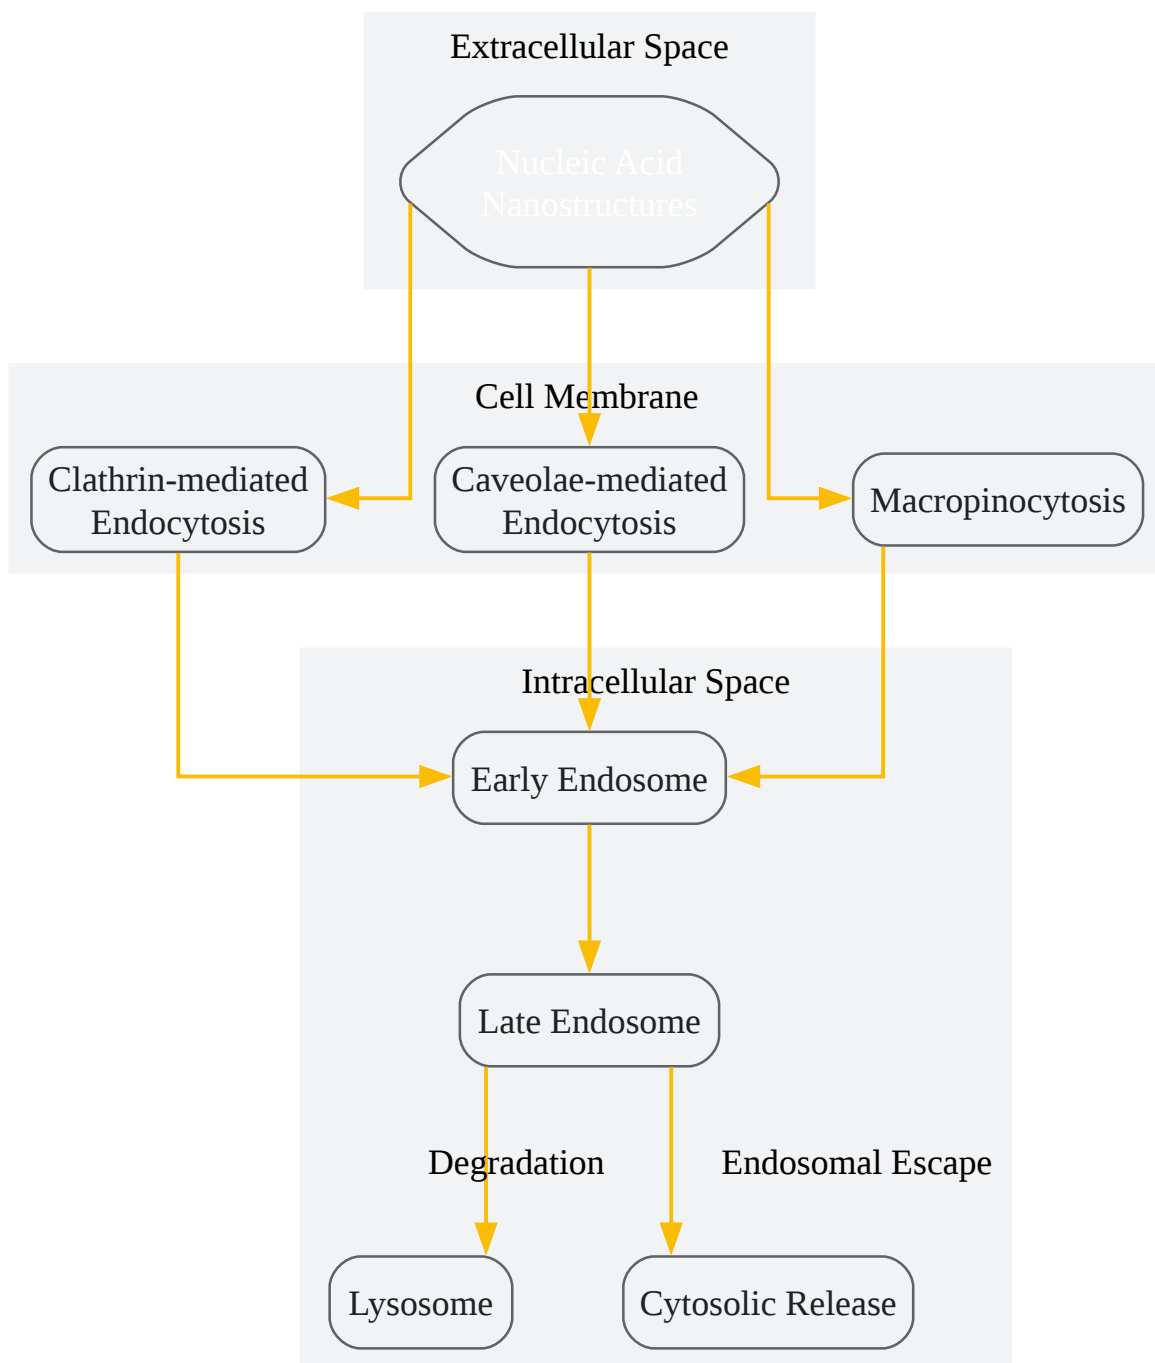 Extracellular Space
Nucleic Acid
Nanostructures
Cell Membrane
Clathrin-mediated
Endocytosis
Caveolae-mediated
Endocytosis
Macropinocytosis
Intracellular Space
Early Endosome
Late Endosome
Degradation
Endosomal Escape
Lysosome
Cytosolic Release